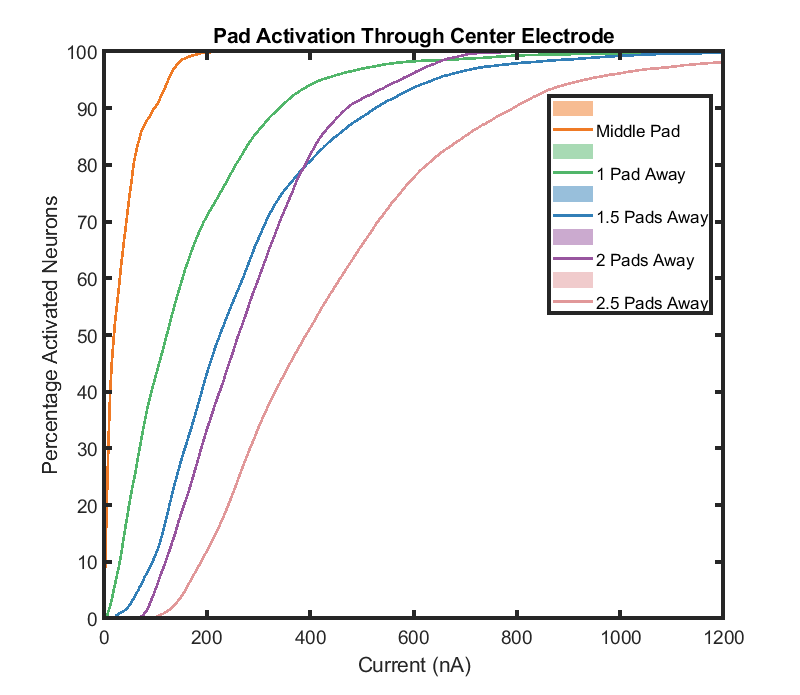 Pad Activation Through Center Electrode
100
90
80
70
60
50
40
30
20
10
0
Percentage Activated Neurons
Middle Pad
1 Pad Away
1.5 Pads Away
2 Pads Away
2.5 Pads Away
0 200 400 600 800 1000 1200
Current (nA)